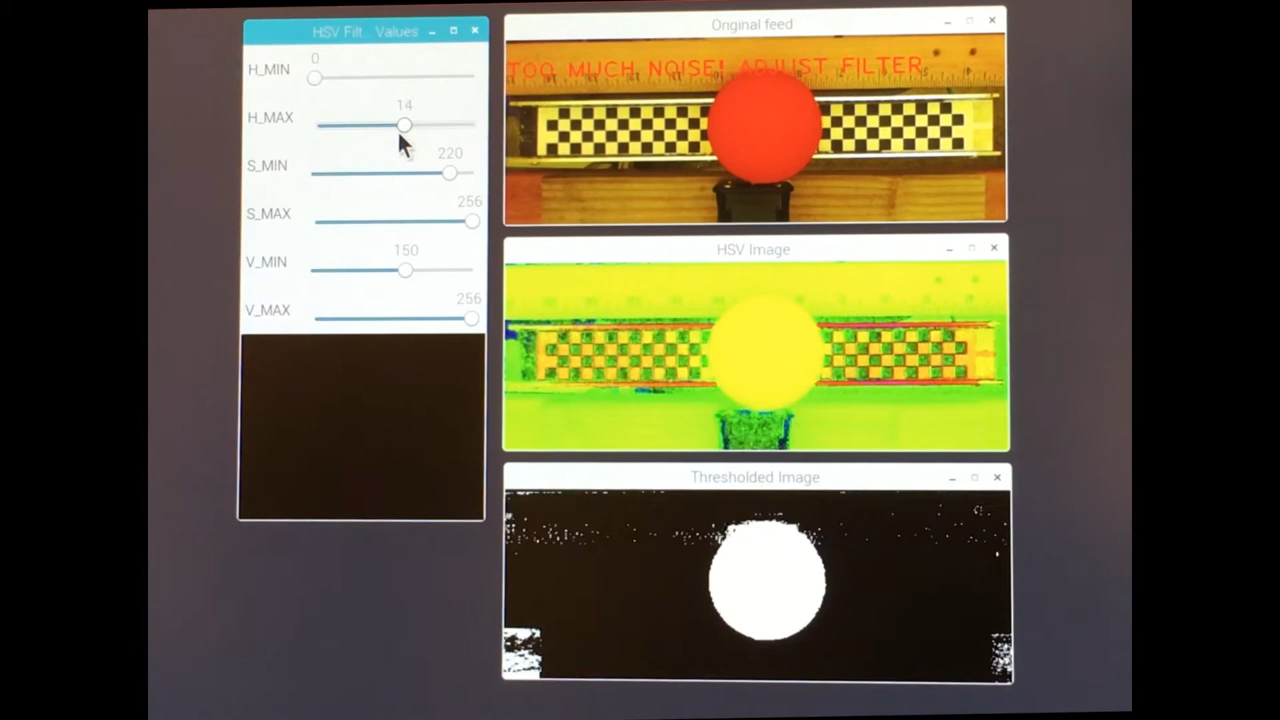 HSV Filt... Values
0
H_MIN
14
H_MAX
220
S_MIN
256
S_MAX
150
V_MIN
256
V_MAX
Original feed
TOO MUCH NOISE! ADJUST FILTER
HSV Image
Thresholded Image